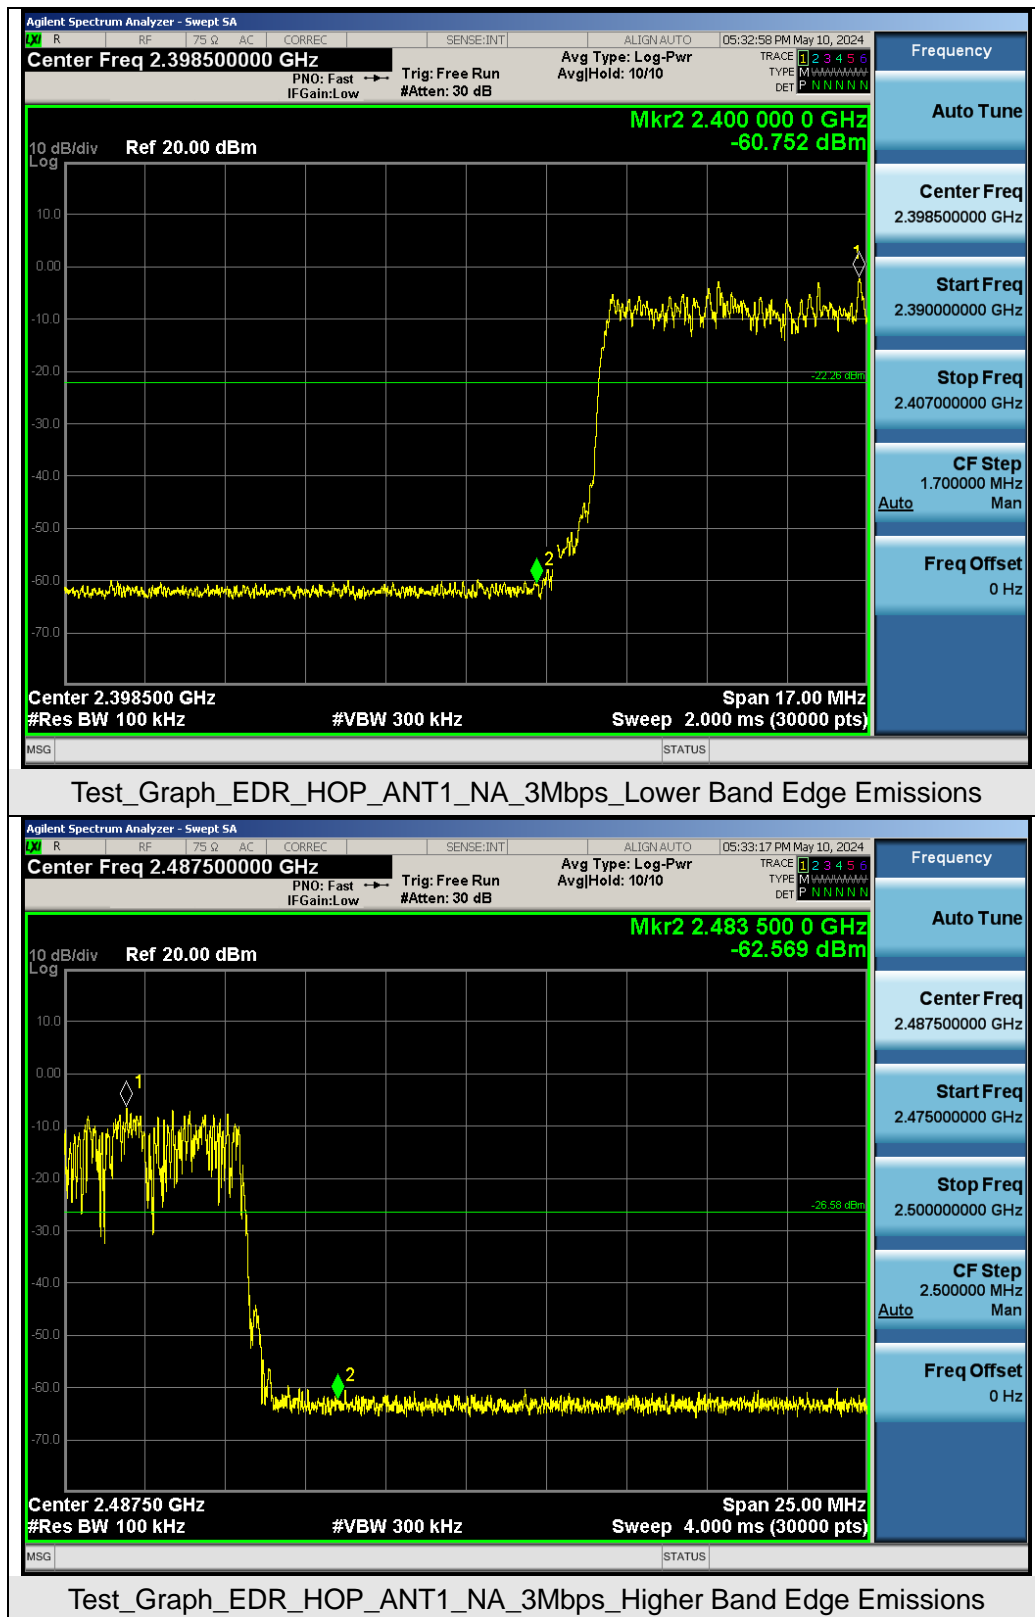 Agilent Spectrum Analyzer - Swept SA
LXI R RF 75 Ω AC CORREC SENSE:INT ALIGN AUTO 05:32:58 PM May 10, 2024
Center Freq 2.398500000 GHz
PNO: Fast
IFGain:Low
Trig: Free Run
#Atten: 30 dB
Avg Type: Log-Pwr
Avg|Hold: 10/10
TRACE 1 2 3 4 5 6
TYPE M WWWWW
DET P N N N N N
Mkr2 2.400 000 0 GHz
-60.752 dBm
10 dB/div Ref 20.00 dBm
Log
10.0
0.00
-10.0
-20.0
-30.0
-40.0
-50.0
-60.0
-70.0
1
-22.26 dBm
2
Center 2.398500 GHz Span 17.00 MHz
#Res BW 100 kHz #VBW 300 kHz Sweep 2.000 ms (30000 pts)
MSG STATUS
Frequency
Auto Tune
Center Freq
2.398500000 GHz
Start Freq
2.390000000 GHz
Stop Freq
2.407000000 GHz
CF Step
1.700000 MHz
Auto Man
Freq Offset
0 Hz
Test_Graph_EDR_HOP_ANT1_NA_3Mbps_Lower Band Edge Emissions
Agilent Spectrum Analyzer - Swept SA
LXI R RF 75 Ω AC CORREC SENSE:INT ALIGN AUTO 05:33:17 PM May 10, 2024
Center Freq 2.487500000 GHz
PNO: Fast
IFGain:Low
Trig: Free Run
#Atten: 30 dB
Avg Type: Log-Pwr
Avg|Hold: 10/10
TRACE 1 2 3 4 5 6
TYPE M WWWWW
DET P N N N N N
Mkr2 2.483 500 0 GHz
-62.569 dBm
10 dB/div Ref 20.00 dBm
Log
10.0
0.00
-10.0
-20.0
-30.0
-40.0
-50.0
-60.0
-70.0
1
-26.58 dBm
2
Center 2.48750 GHz Span 25.00 MHz
#Res BW 100 kHz #VBW 300 kHz Sweep 4.000 ms (30000 pts)
MSG STATUS
Frequency
Auto Tune
Center Freq
2.487500000 GHz
Start Freq
2.475000000 GHz
Stop Freq
2.500000000 GHz
CF Step
2.500000 MHz
Auto Man
Freq Offset
0 Hz
Test_Graph_EDR_HOP_ANT1_NA_3Mbps_Higher Band Edge Emissions